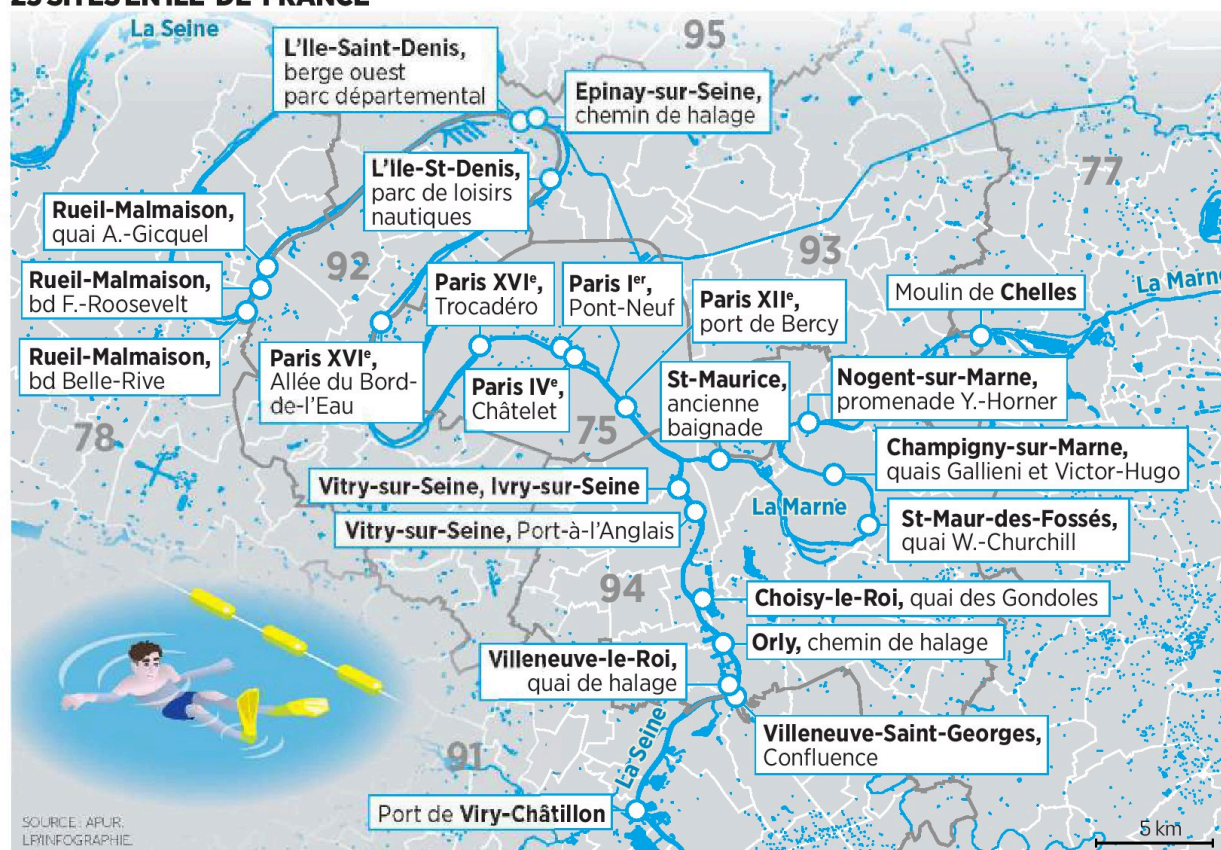 23 SITES EN ILE-DE-FRANCE
La Seine
95
L'Ile-Saint-Denis,
berge ouest
parc départemental
Epinay-sur-Seine,
chemin de halage
77
L'Ile-St-Denis,
parc de loisirs
nautiques
Rueil-Malmaison,
quai A.-Gicquel
92
93
Rueil-Malmaison,
bd F.-Roosevelt
Paris XVIe,
Trocadéro
Paris Ier,
Pont-Neuf
Paris XIIe,
port de Bercy
Moulin de Chelles
La Marne
Rueil-Malmaison,
bd Belle-Rive
Paris XVIe,
Allée du Bord-
de-l'Eau
Paris IVe,
Châtelet
St-Maurice,
ancienne
baignade
Nogent-sur-Marne,
promenade Y.-Horner
78
75
Champigny-sur-Marne,
quais Gallieni et Victor-Hugo
Vitry-sur-Seine, Ivry-sur-Seine
La Marne
Vitry-sur-Seine, Port-à-l'Anglais
St-Maur-des-Fossés,
quai W.-Churchill
94
Choisy-le-Roi, quai des Gondoles
Orly, chemin de halage
Villeneuve-le-Roi,
quai de halage
Villeneuve-Saint-Georges,
Confluence
La Seine
91
Port de Viry-Châtillon
SOURCE : APUR.
LP/INFOGRAPHIE.
5 km